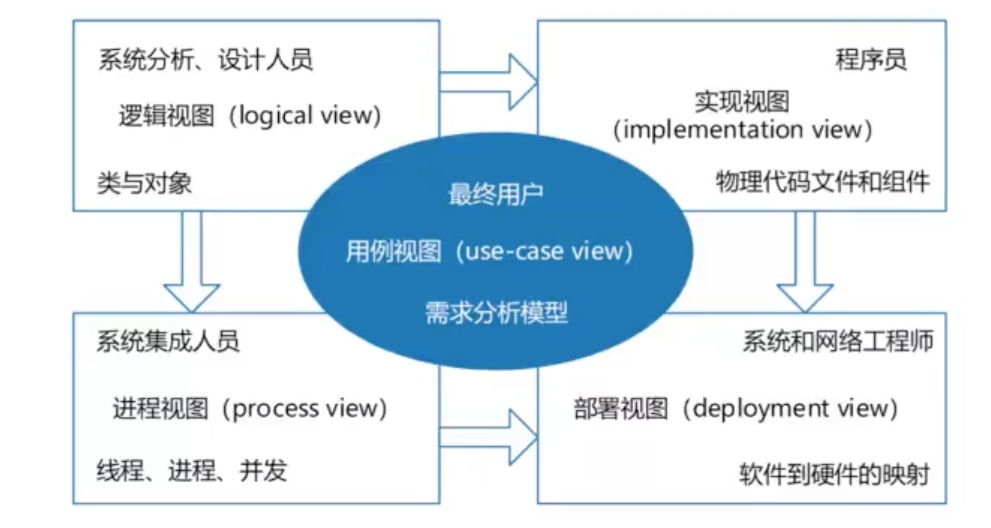 系统分析、设计人员
逻辑视图（logical view）
类与对象
程序员
实现视图
（implementation view）
物理代码文件和组件
最终用户
用例视图（use-case view）
需求分析模型
系统集成人员
进程视图（process view）
线程、进程、并发
系统和网络工程师
部署视图（deployment view）
软件到硬件的映射